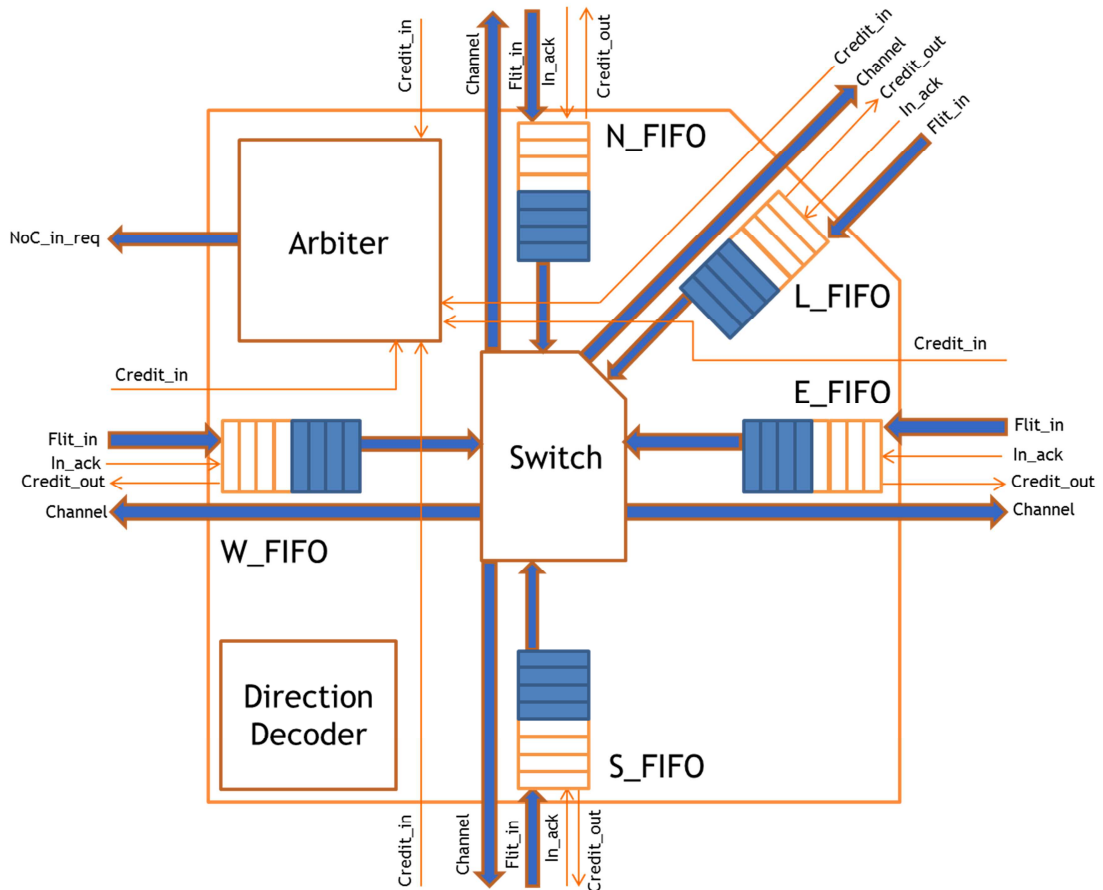 Credit_in
Channel
Flit_in
In_ack
Credit_out
Credit_in
Channel
Credit_out
In_ack
Flit_in
N_FIFO
Arbiter
NoC_in_req
L_FIFO
Credit_in
Credit_in
E_FIFO
Flit_in
In_ack
Credit_out
Channel
Switch
Flit_in
In_ack
Credit_out
Channel
W_FIFO
Direction
Decoder
S_FIFO
Credit_in
Channel
Flit_in
In_ack
Credit_out